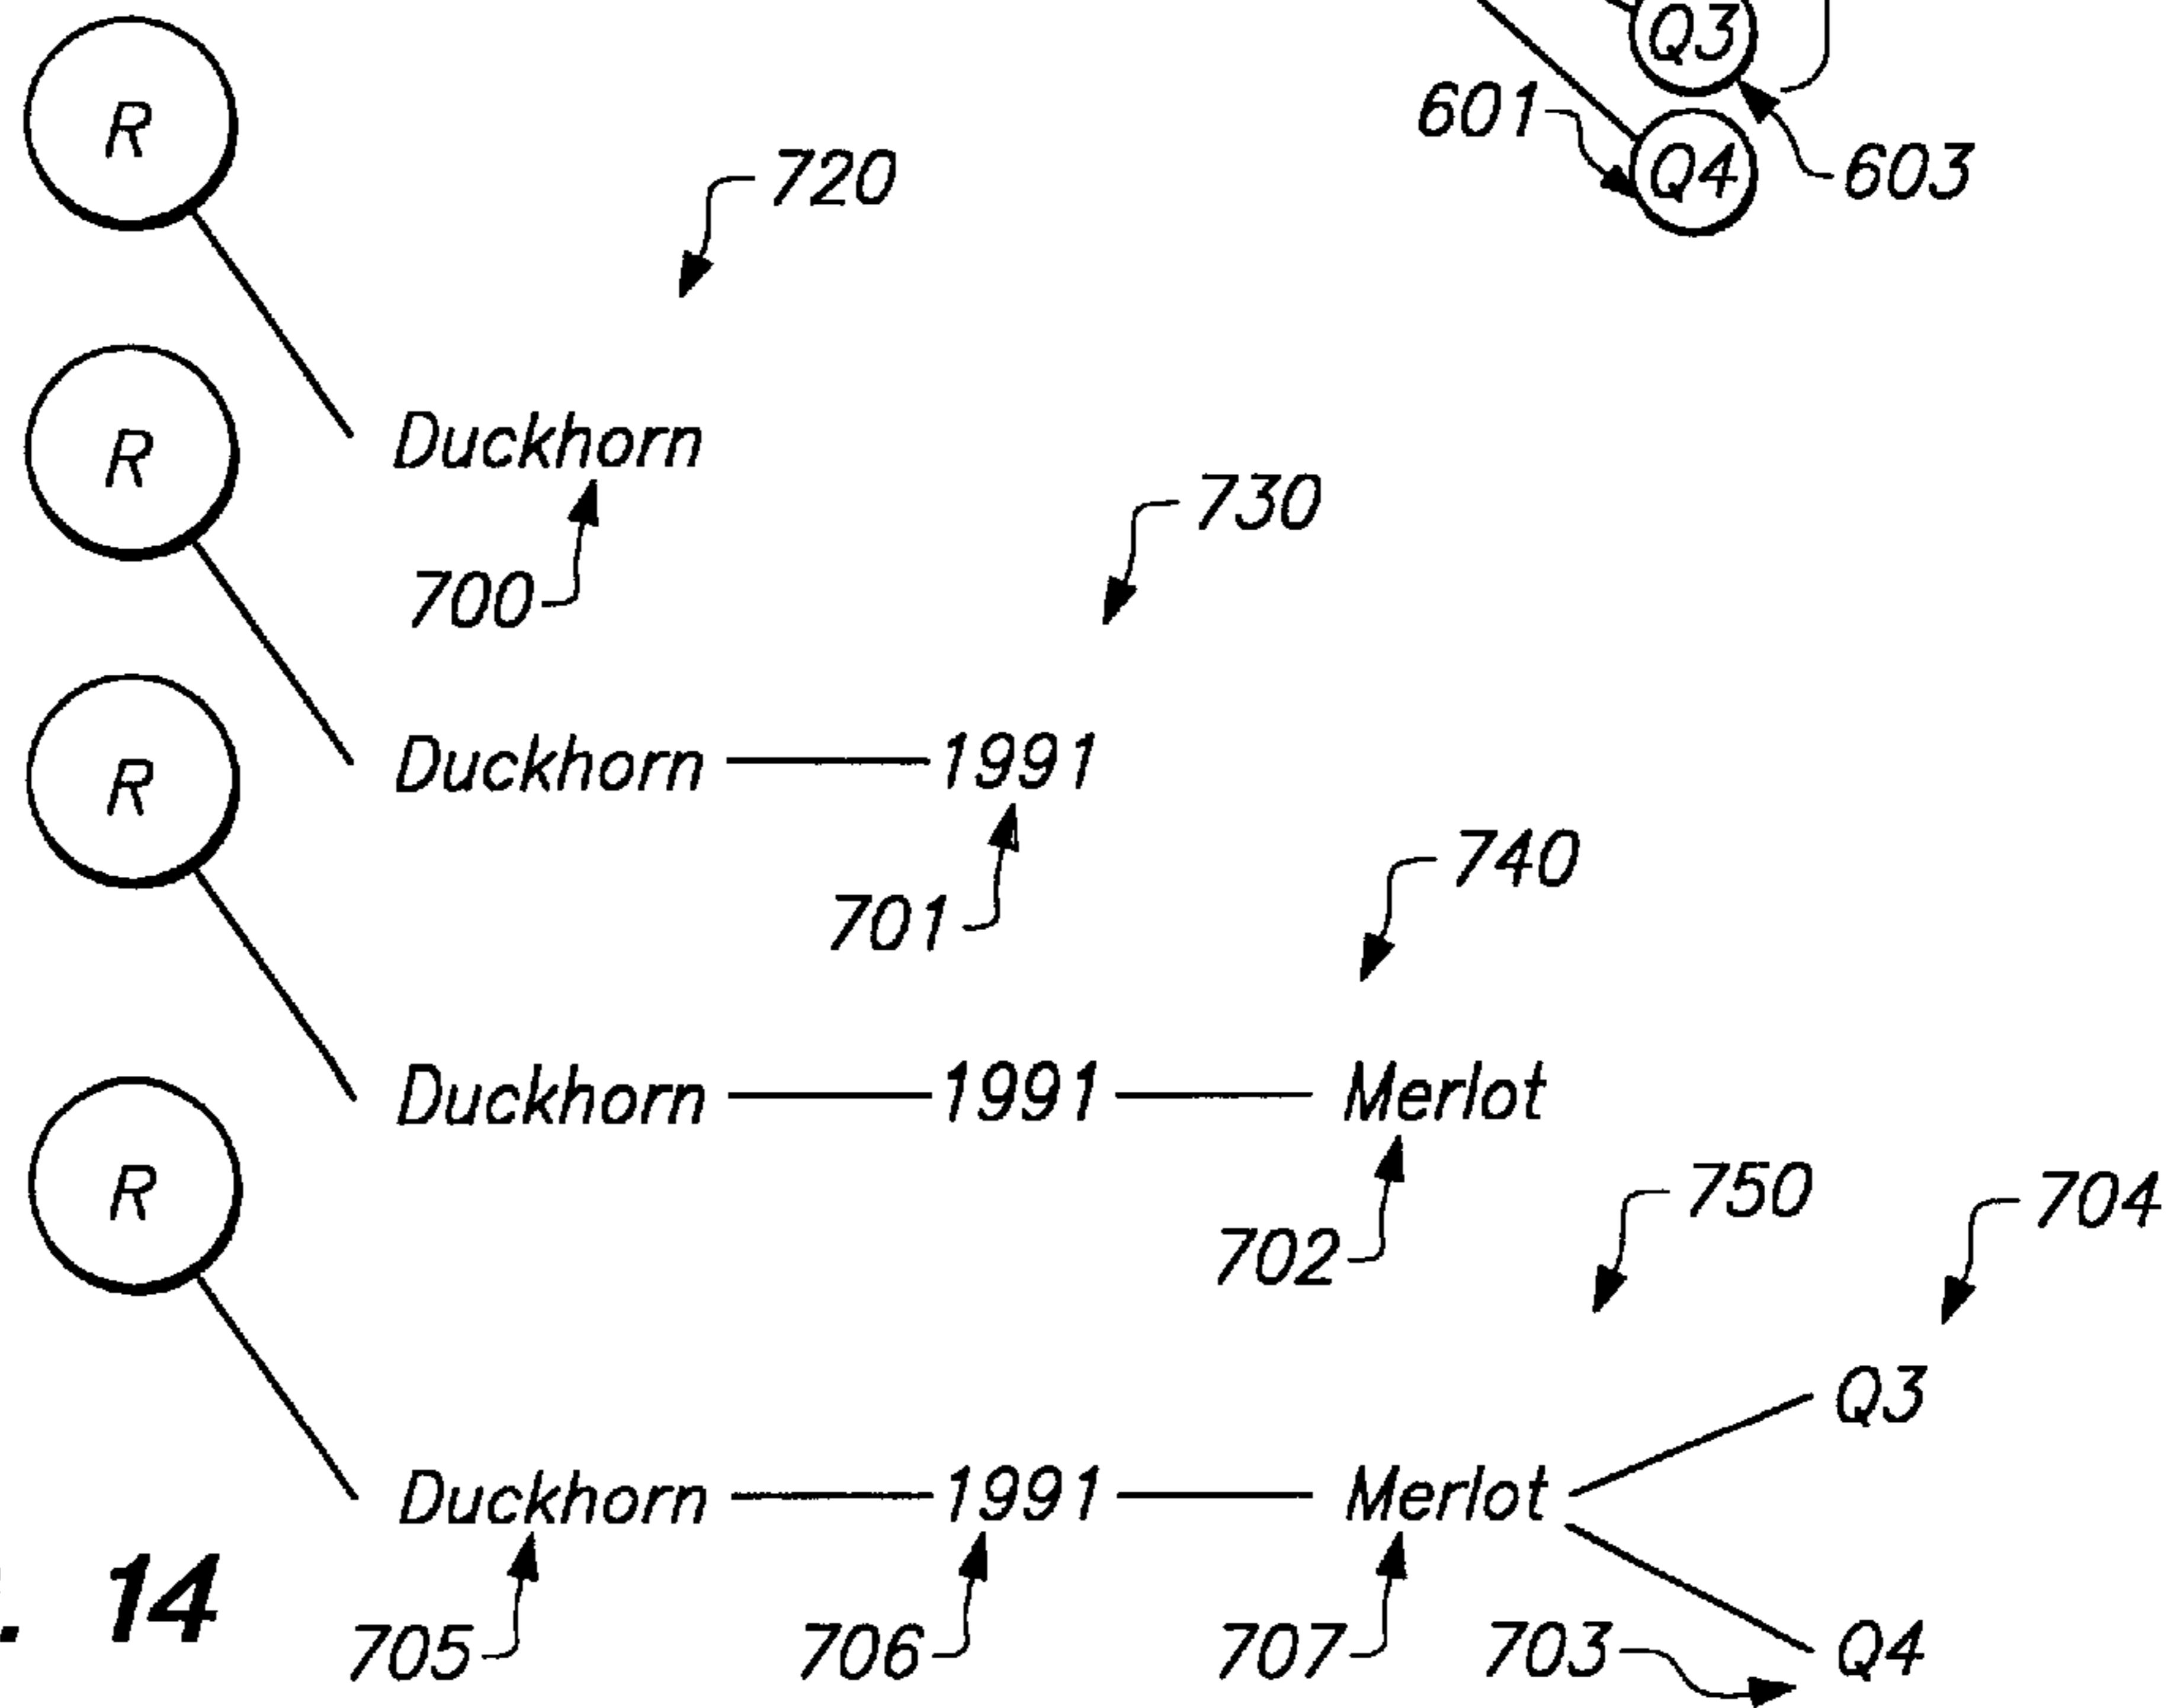 Q3
R
601
Q4
603
720
Duckhorn
R
730
700
Duckhorn 1991
R
740
701
Duckhorn 1991 Merlot
R
750
704
702
Q3
Duckhorn 1991 Merlot
14
705 706 707 703 Q4